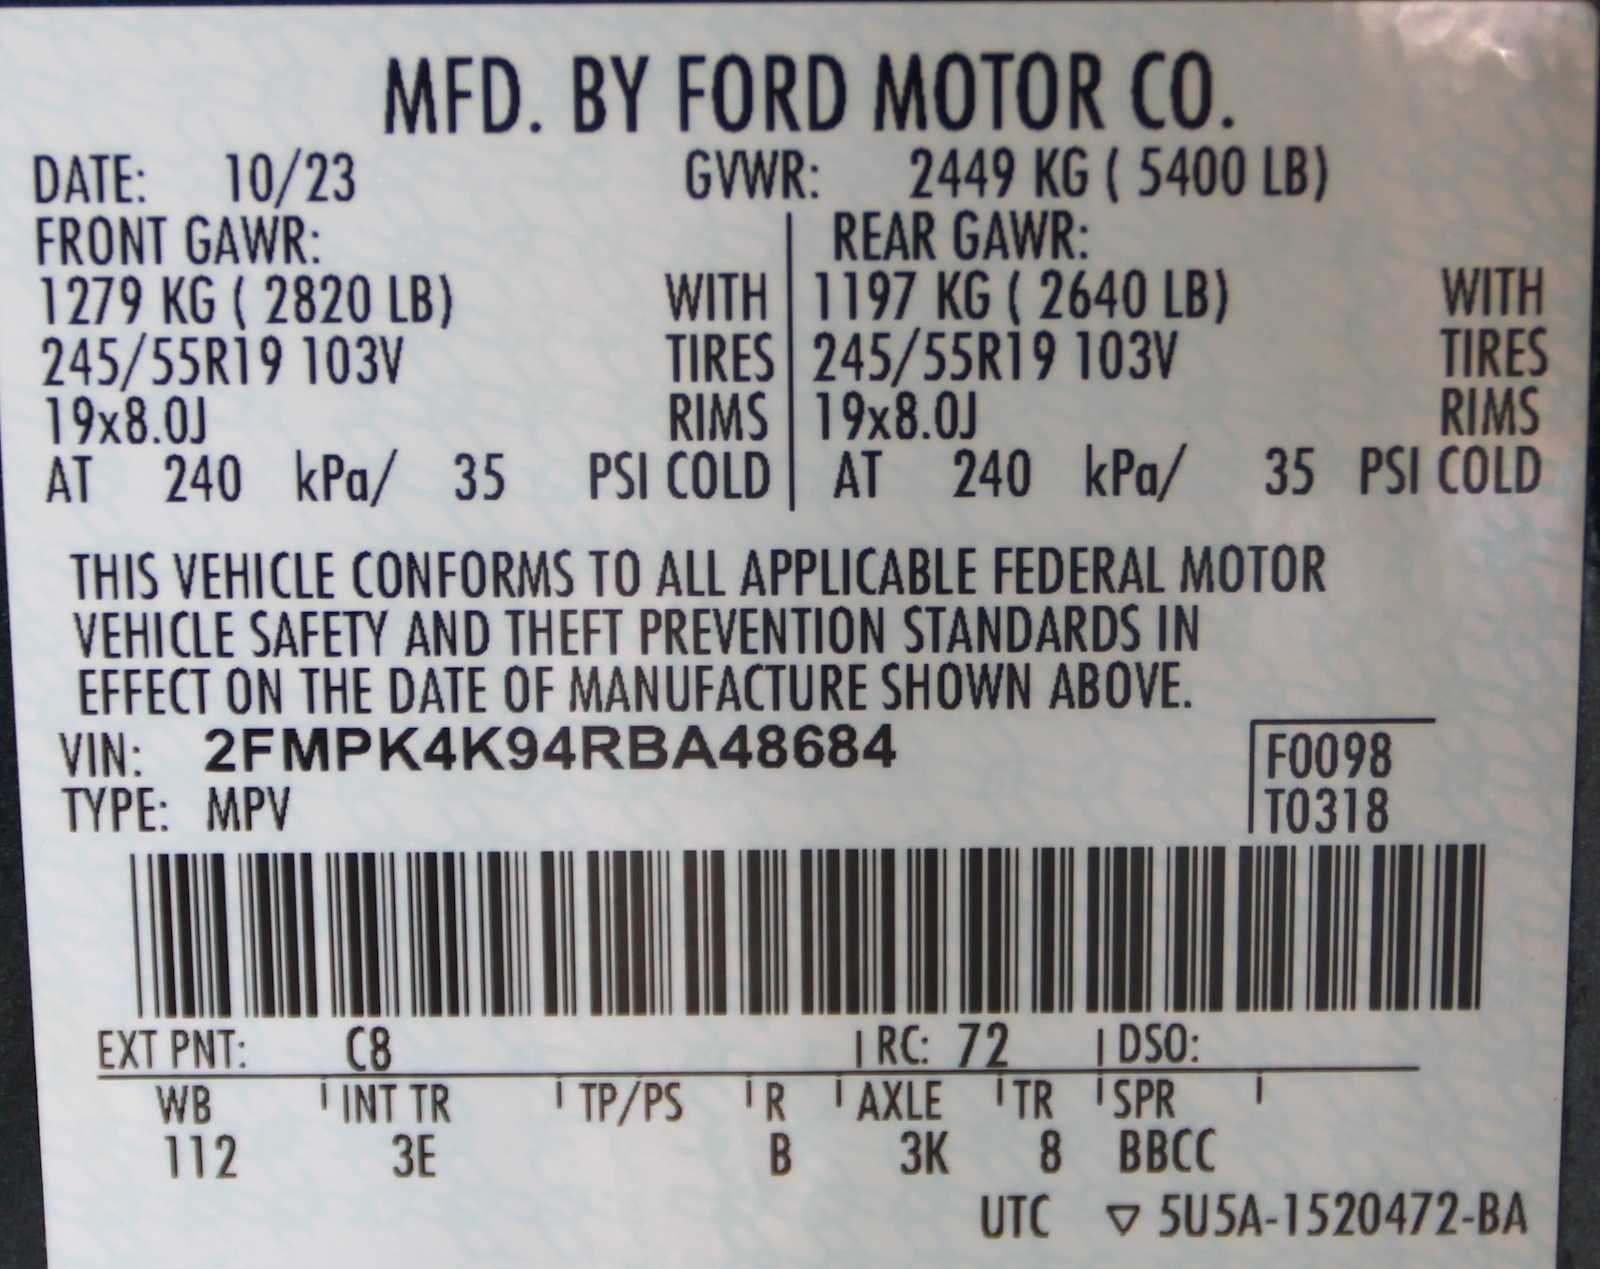 MFD. BY FORD MOTOR CO.
DATE: 10/23 GVWR: 2449 KG ( 5400 LB)
FRONT GAWR: REAR GAWR:
1279 KG ( 2820 LB) WITH 1197 KG ( 2640 LB) WITH
245/55R19 103V TIRES 245/55R19 103V TIRES
19x8.0J RIMS 19x8.0J RIMS
AT 240 kPa/ 35 PSI COLD AT 240 kPa/ 35 PSI COLD
THIS VEHICLE CONFORMS TO ALL APPLICABLE FEDERAL MOTOR
VEHICLE SAFETY AND THEFT PREVENTION STANDARDS IN
EFFECT ON THE DATE OF MANUFACTURE SHOWN ABOVE.
VIN: 2FMPK4K94RBA48684 F0098
TYPE: MPV T0318
EXT PNT: C8 RC: 72 DSO:
WB INT TR TP/PS R AXLE TR SPR
112 3E B 3K 8 BBCC
UTC ▽ 5U5A-1520472-BA